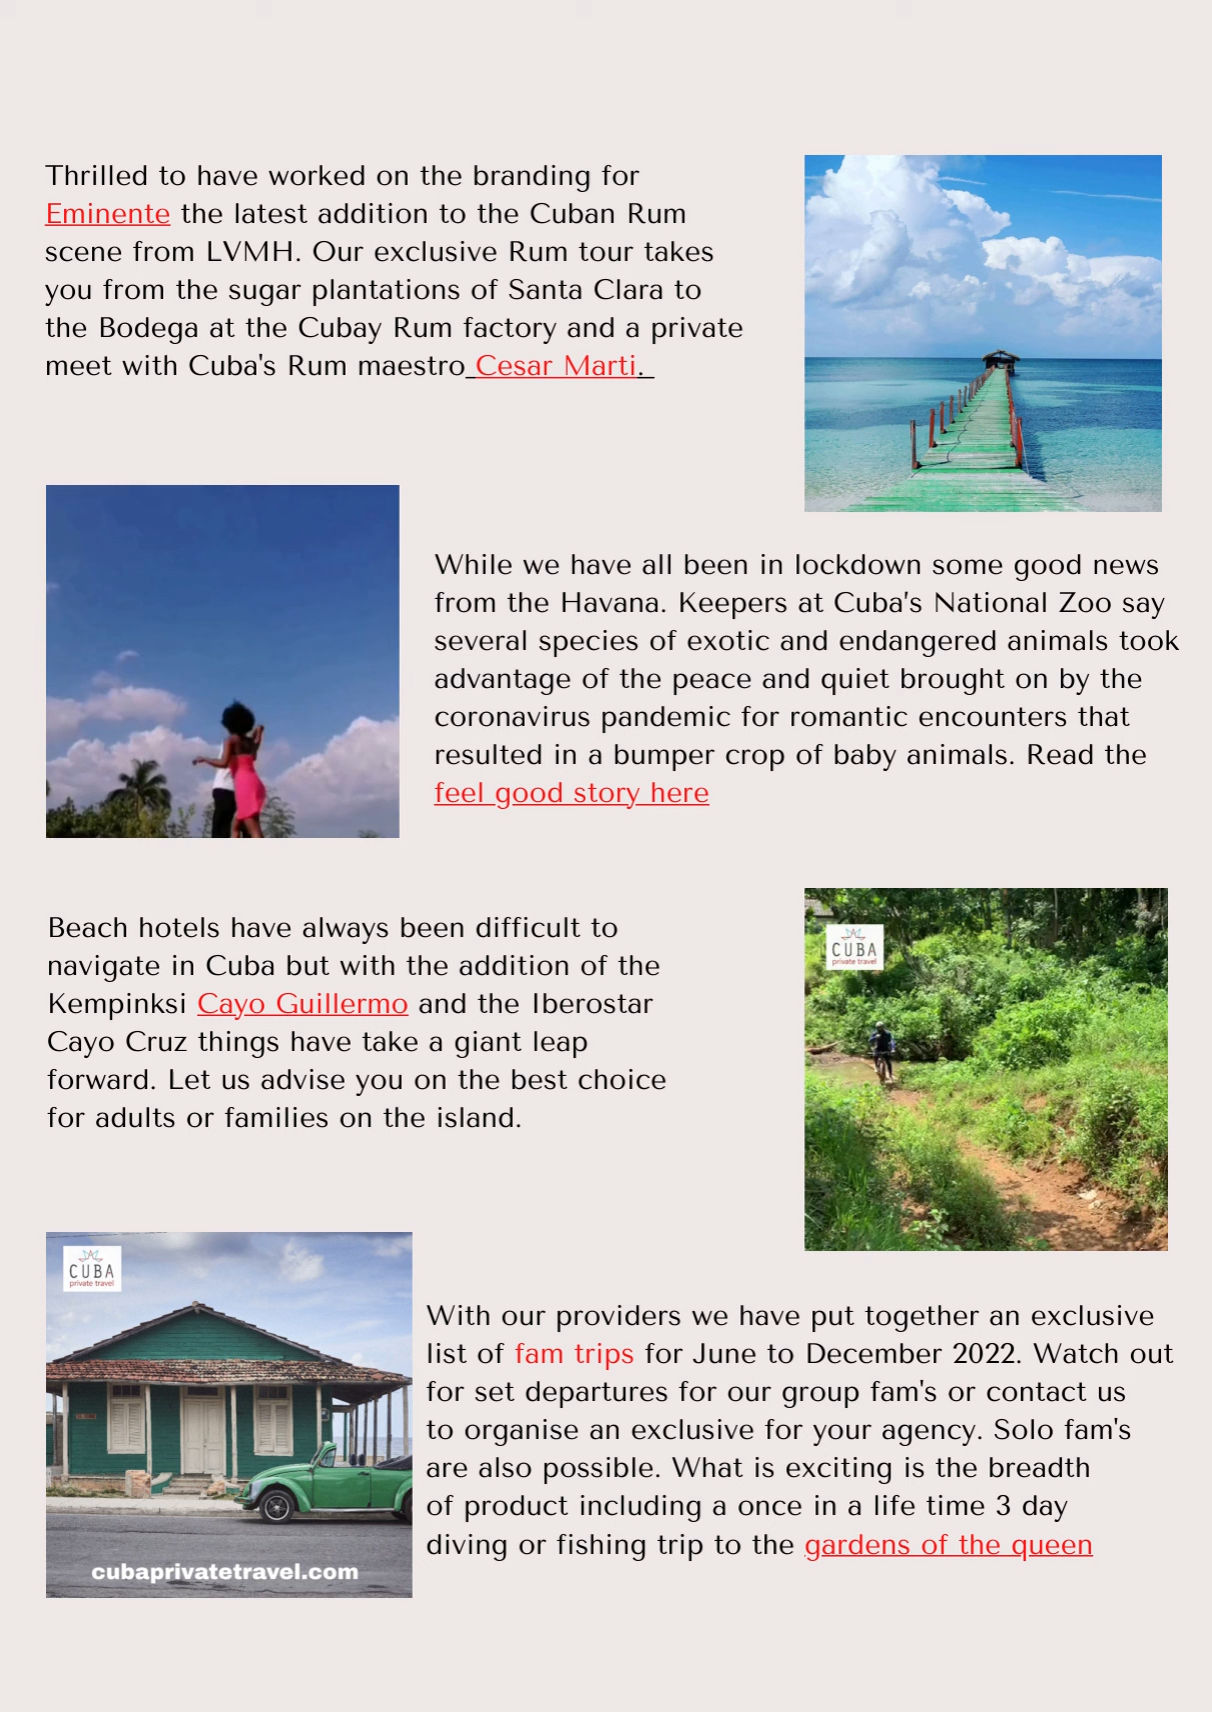 Thrilled to have worked on the branding for
Eminente the latest addition to the Cuban Rum
scene from LVMH. Our exclusive Rum tour takes
you from the sugar plantations of Santa Clara to
the Bodega at the Cubay Rum factory and a private
meet with Cuba's Rum maestro Cesar Marti.
While we have all been in lockdown some good news
from the Havana. Keepers at Cuba's National Zoo say
several species of exotic and endangered animals took
advantage of the peace and quiet brought on by the
coronavirus pandemic for romantic encounters that
resulted in a bumper crop of baby animals. Read the
feel good story here
Beach hotels have always been difficult to
navigate in Cuba but with the addition of the
Kempinksi Cayo Guillermo and the Iberostar
Cayo Cruz things have take a giant leap
forward. Let us advise you on the best choice
for adults or families on the island.
CUBA
private travel
CUBA
private travel
cubaprivatetravel.com
With our providers we have put together an exclusive
list of fam trips for June to December 2022. Watch out
for set departures for our group fam's or contact us
to organise an exclusive for your agency. Solo fam's
are also possible. What is exciting is the breadth
of product including a once in a life time 3 day
diving or fishing trip to the gardens of the queen